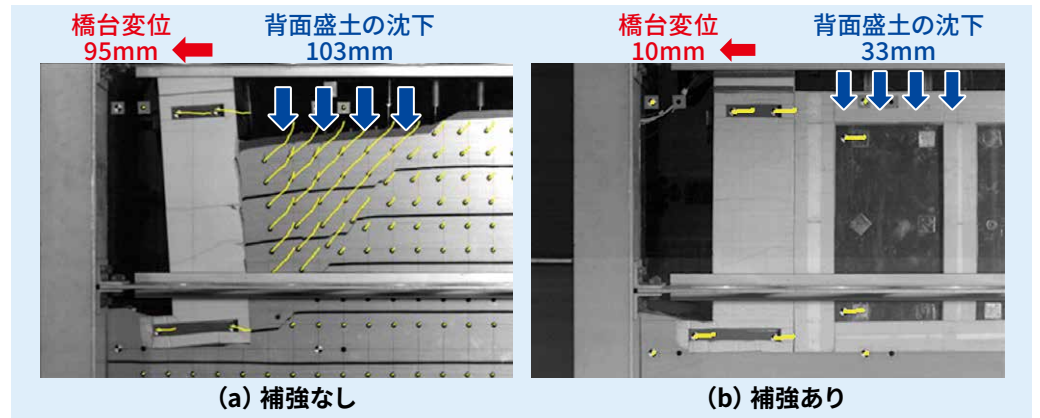 橋台変位
95mm
背面盛土の沈下
103mm
橋台変位
10mm
背面盛土の沈下
33mm
(a) 補強なし
(b) 補強あり